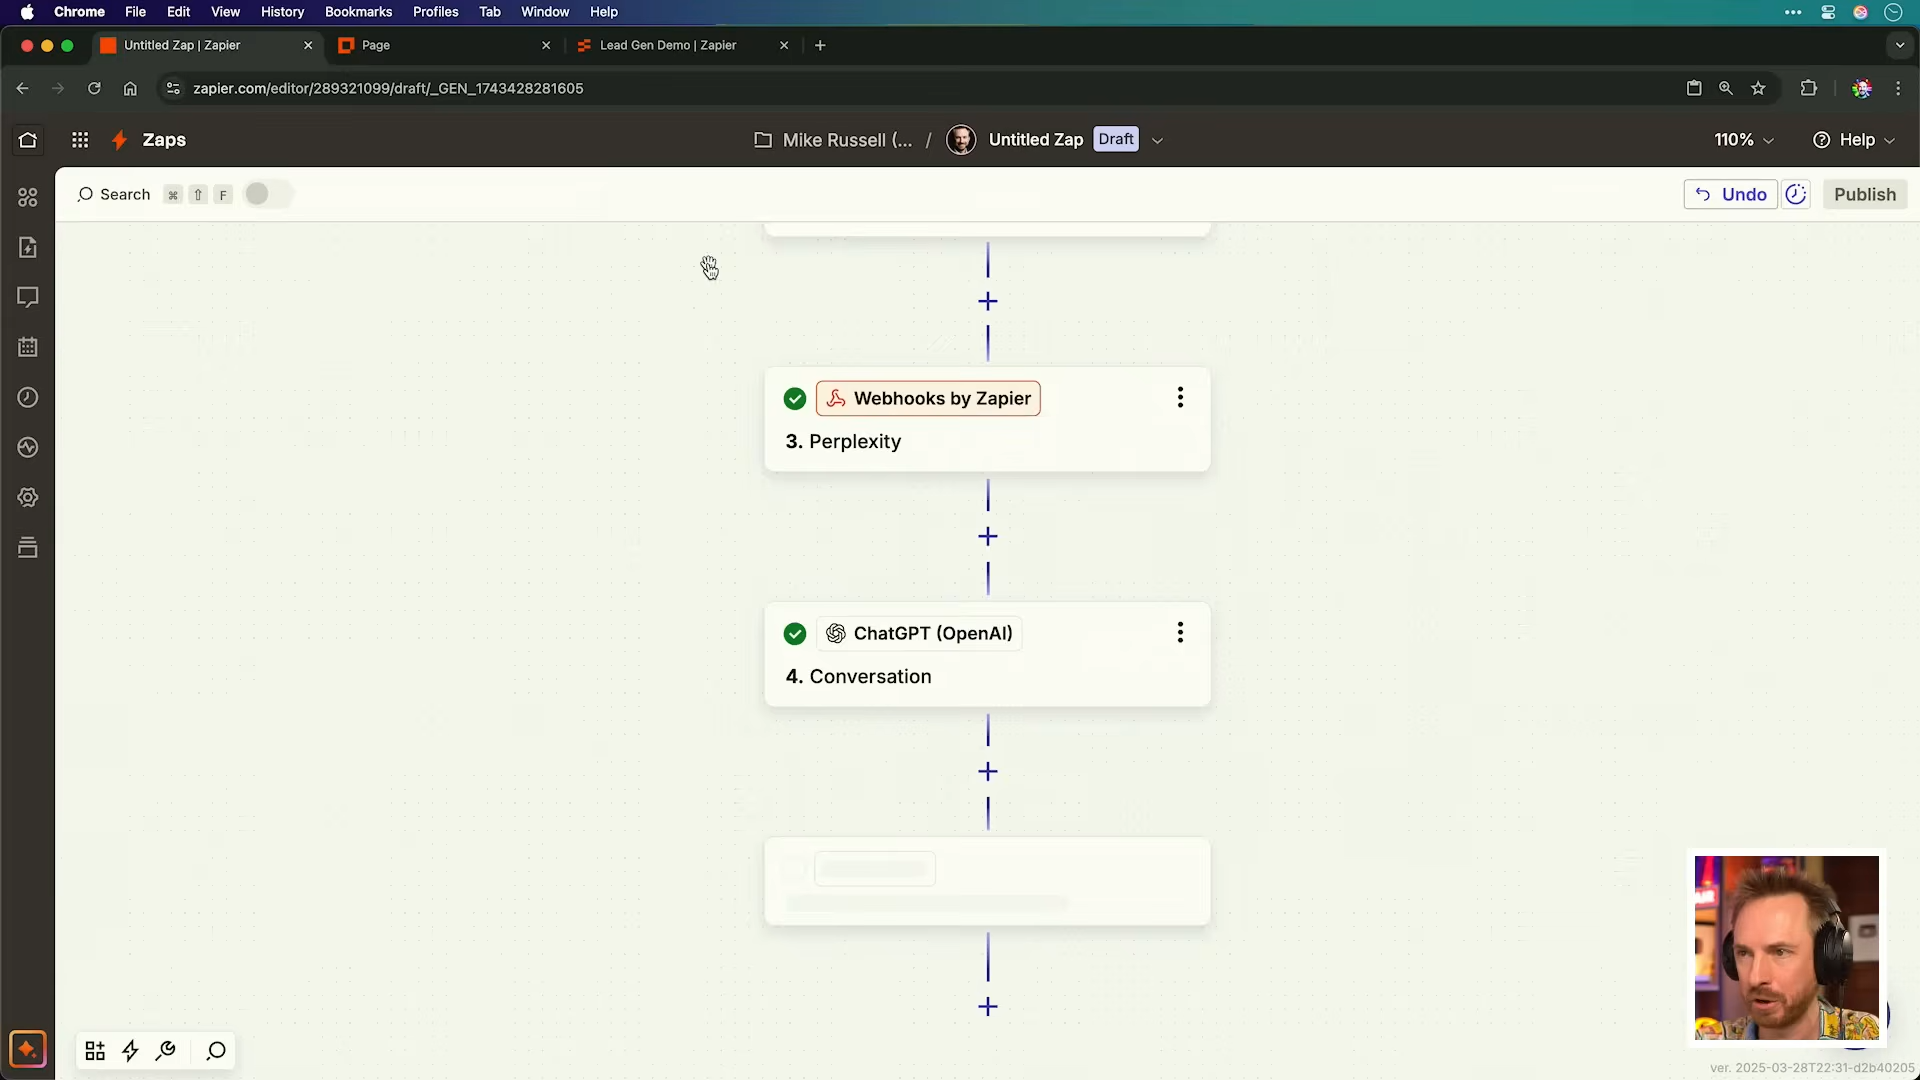 Chrome File Edit View History Bookmarks Profiles Tab Window Help
Untitled Zap | Zapier Page Lead Gen Demo | Zapier
zapier.com/editor/289321099/draft/_GEN_1743428281605
Zaps Mike Russell (... / Untitled Zap Draft 110% Help
Search ⌘ ⇧ F Undo Publish
Webhooks by Zapier
3. Perplexity
ChatGPT (OpenAI)
4. Conversation
ver. 2025-03-28T22:31-d2b40205